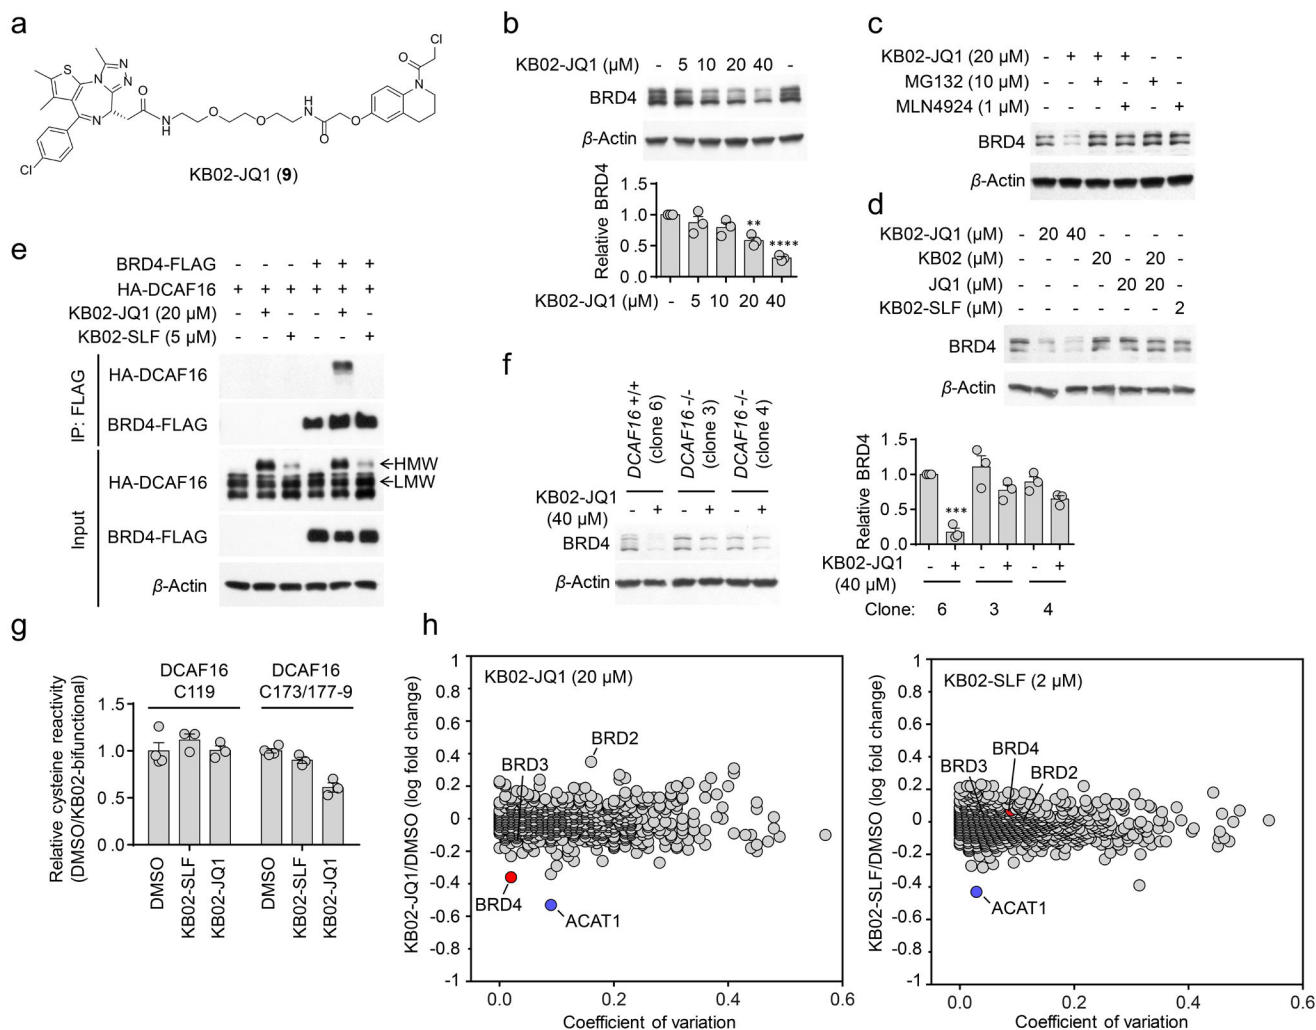 a
Cl
O
N
S
N
N
N
N
O
N
H
O
O
H
N
O
O
Cl
KB02-JQ1 (9)
b
KB02-JQ1 (μM) - 5 10 20 40 -
BRD4
β-Actin
Relative BRD4
1.5
1.0
0.5
0.0
**
****
KB02-JQ1 (μM) - 5 10 20 40 -
c
KB02-JQ1 (20 μM) - + + + - -
MG132 (10 μM) - - + - + -
MLN4924 (1 μM) - - - + - +
BRD4
β-Actin
d
KB02-JQ1 (μM) - 20 40 - - - -
KB02 (μM) - - - 20 - 20 -
JQ1 (μM) - - - - 20 20 -
KB02-SLF (μM) - - - - - - 2
BRD4
β-Actin
e
BRD4-FLAG - - - + + +
HA-DCAF16 + + + + + +
KB02-JQ1 (20 μM) - + - - + -
KB02-SLF (5 μM) - - + - - +
IP: FLAG
HA-DCAF16
BRD4-FLAG
Input
HA-DCAF16
←HMW
←LMW
BRD4-FLAG
β-Actin
f
DCAF16 +/+
(clone 6)
DCAF16 -/-
(clone 3)
DCAF16 -/-
(clone 4)
KB02-JQ1
(40 μM)
- + - + - +
BRD4
β-Actin
Relative BRD4
1.5
1.0
0.5
0.0
***
KB02-JQ1
(40 μM)
- + - + - +
Clone: 6 3 4
g
Relative cysteine reactivity
(DMSO/KB02-bifunctional)
DCAF16
C119
DCAF16
C173/177-9
1.5
1.0
0.5
0.0
DMSO
KB02-SLF
KB02-JQ1
DMSO
KB02-SLF
KB02-JQ1
h
KB02-JQ1/DMSO (log fold change)
1
0.8
0.6
0.4
0.2
0
-0.2
-0.4
-0.6
-0.8
-1
KB02-JQ1 (20 μM)
BRD2
BRD3
BRD4
ACAT1
0.0 0.2 0.4 0.6
Coefficient of variation
KB02-SLF/DMSO (log fold change)
1
0.8
0.6
0.4
0.2
0
-0.2
-0.4
-0.6
-0.8
-1
KB02-SLF (2 μM)
BRD4
BRD3
BRD2
ACAT1
0.0 0.2 0.4 0.6
Coefficient of variation